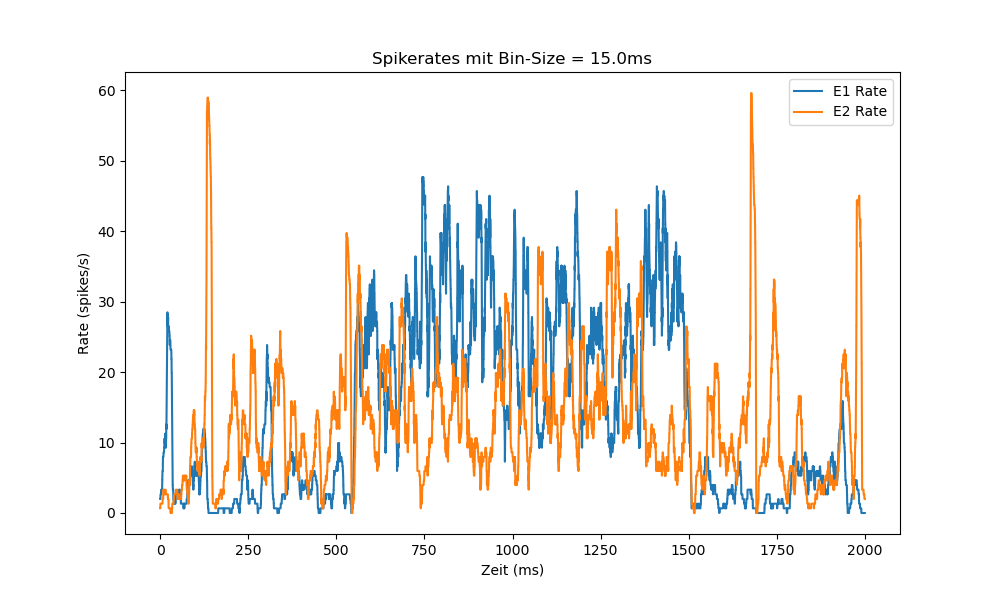 Spikerates mit Bin-Size = 15.0ms
E1 Rate
E2 Rate
Rate (spikes/s)
60
50
40
30
20
10
0
0 250 500 750 1000 1250 1500 1750 2000
Zeit (ms)